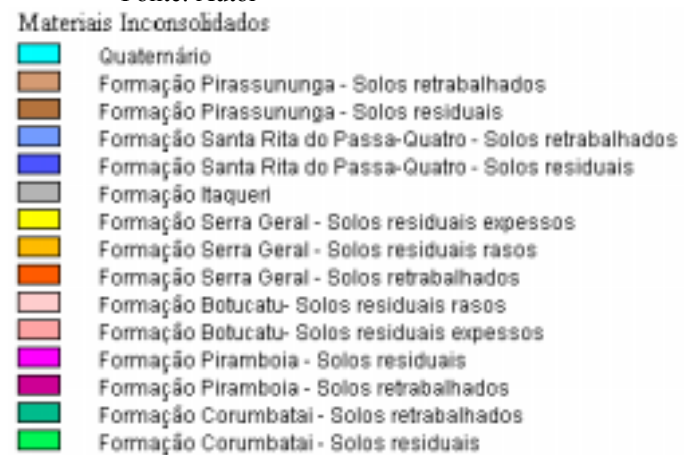 Fonte: Autor
Materiais Inconsolidados
Quaternário
Formação Pirassununga - Solos retrabalhados
Formação Pirassununga - Solos residuais
Formação Santa Rita do Passa-Quatro - Solos retrabalhados
Formação Santa Rita do Passa-Quatro - Solos residuais
Formação Itaqueri
Formação Serra Geral - Solos residuais expessos
Formação Serra Geral - Solos residuais rasos
Formação Serra Geral - Solos retrabalhados
Formação Botucatu- Solos residuais rasos
Formação Botucatu- Solos residuais expessos
Formação Piramboia - Solos residuais
Formação Piramboia - Solos retrabalhados
Formação Corumbatai - Solos retrabalhados
Formação Corumbatai - Solos residuais